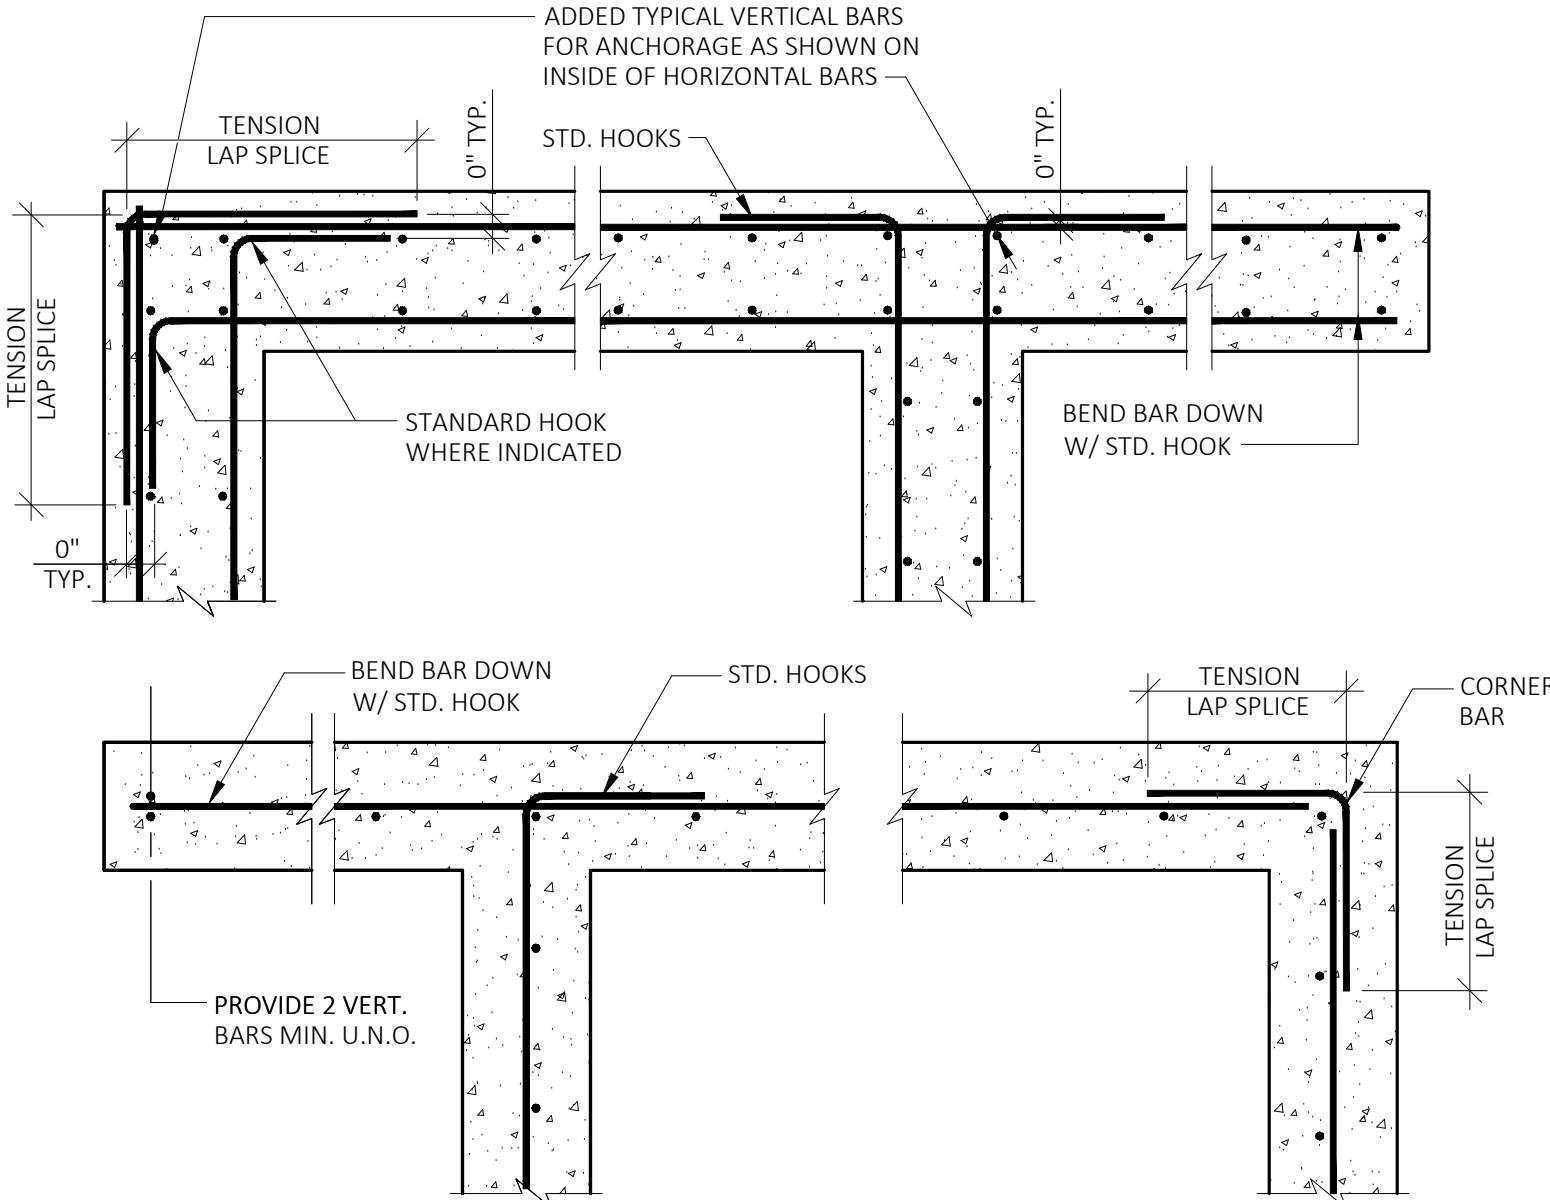 ADDED TYPICAL VERTICAL BARS
FOR ANCHORAGE AS SHOWN ON
INSIDE OF HORIZONTAL BARS
TENSION
LAP SPLICE
0" TYP.
STD. HOOKS
0" TYP.
TENSION
LAP SPLICE
STANDARD HOOK
WHERE INDICATED
BEND BAR DOWN
W/ STD. HOOK
0"
TYP.
BEND BAR DOWN
W/ STD. HOOK
STD. HOOKS
TENSION
LAP SPLICE
CORNER
BAR
TENSION
LAP SPLICE
PROVIDE 2 VERT.
BARS MIN. U.N.O.